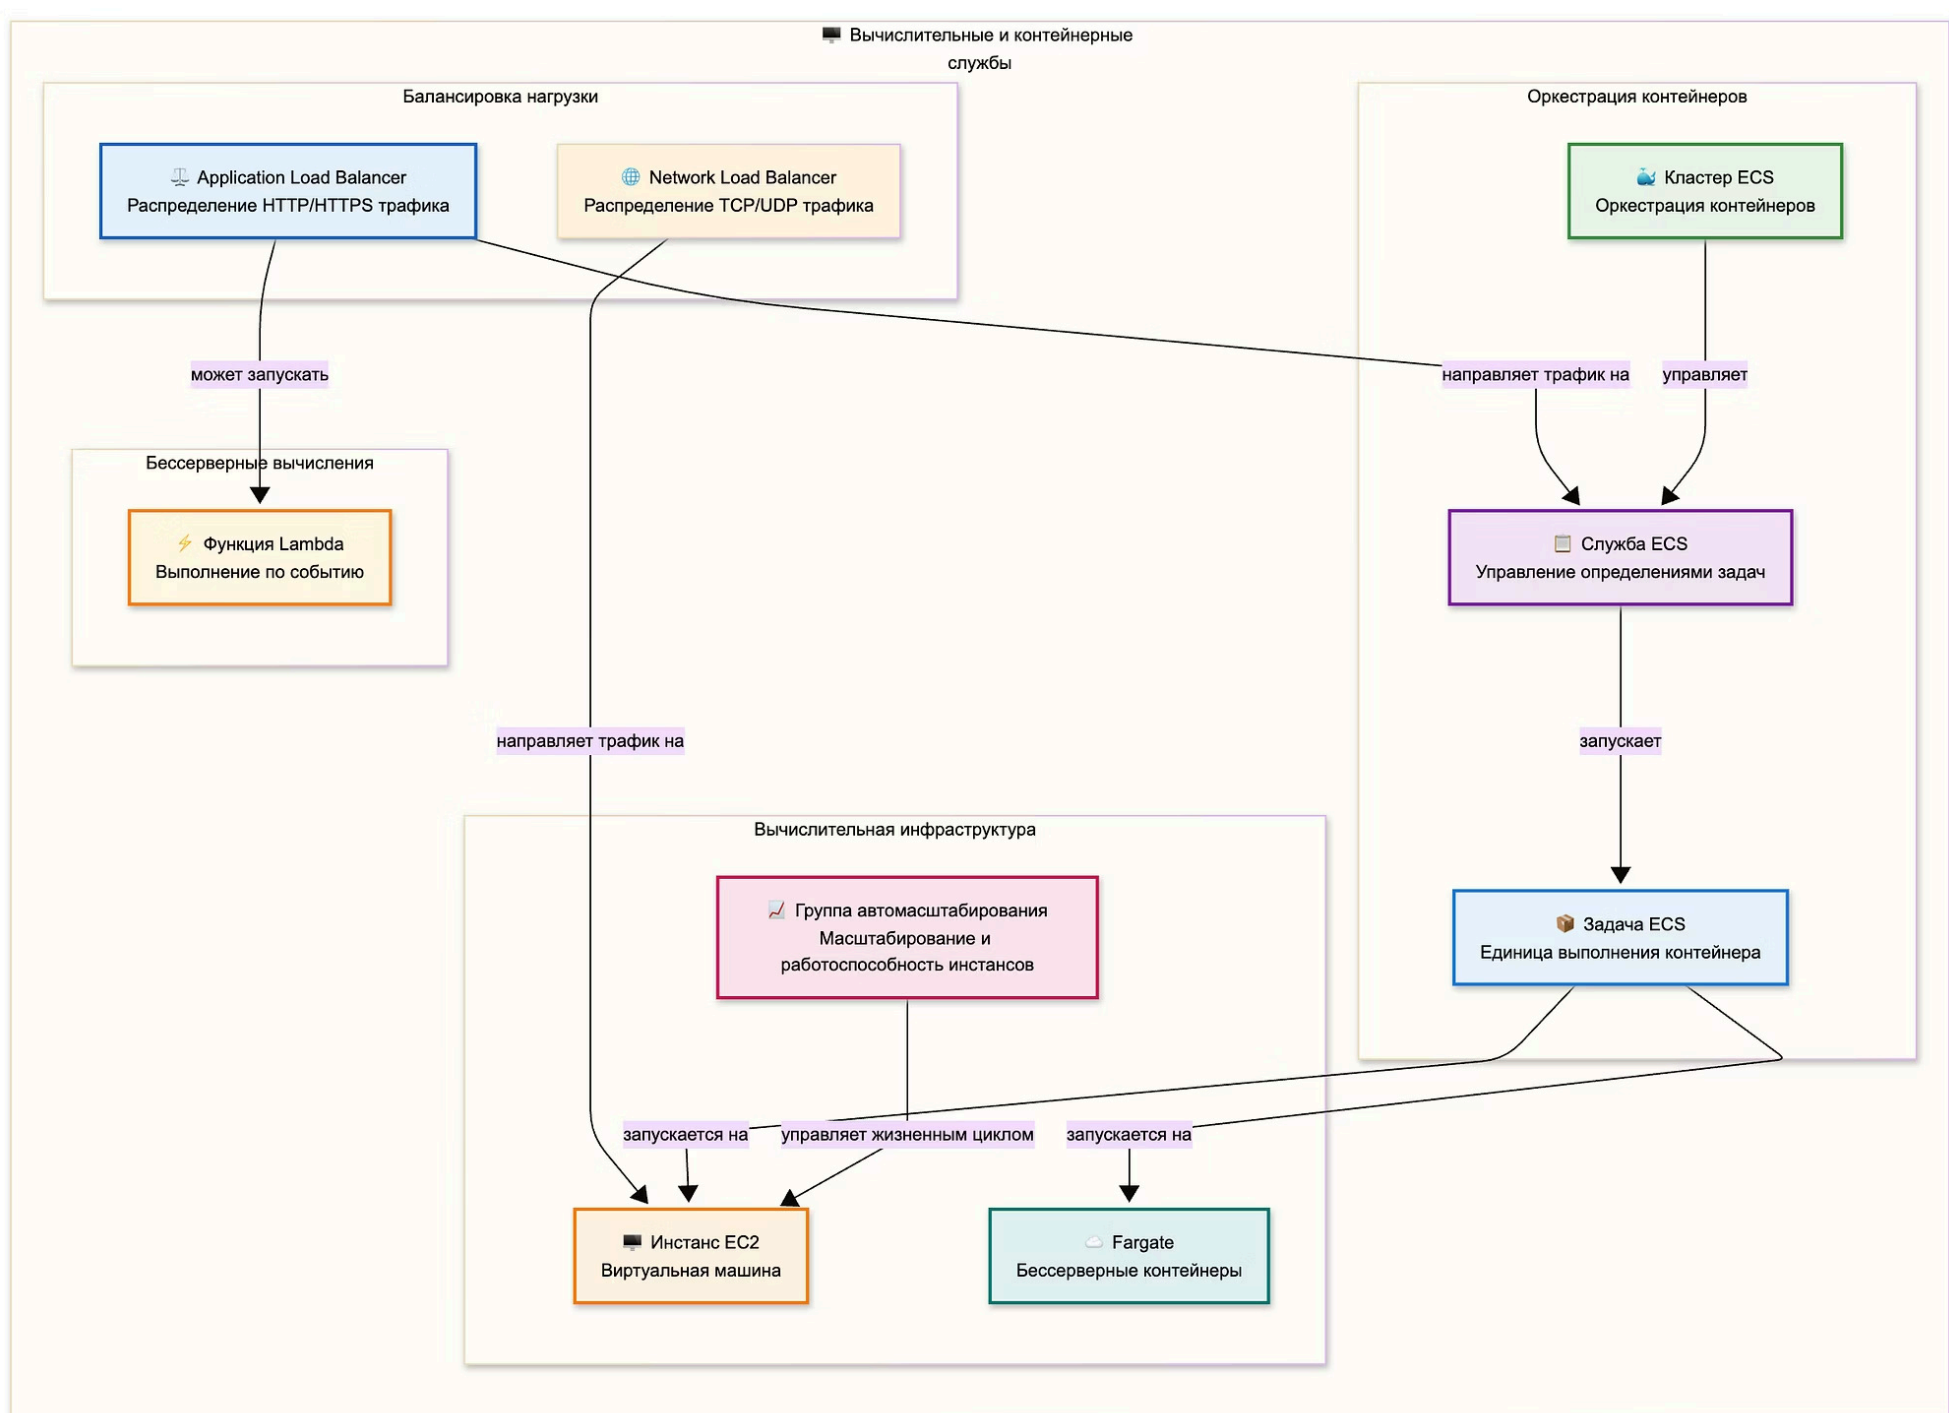 Вычислительные и контейнерные
службы
Балансировка нагрузки
Application Load Balancer
Распределение HTTP/HTTPS трафика
Network Load Balancer
Распределение TCP/UDP трафика
Оркестрация контейнеров
Кластер ECS
Оркестрация контейнеров
может запускать
направляет трафик на
управляет
Бессерверные вычисления
Функция Lambda
Выполнение по событию
Служба ECS
Управление определениями задач
направляет трафик на
запускает
Вычислительная инфраструктура
Группа автомасштабирования
Масштабирование и
работоспособность инстансов
Задача ECS
Единица выполнения контейнера
запускается на
управляет жизненным циклом
запускается на
Инстанс EC2
Виртуальная машина
Fargate
Бессерверные контейнеры